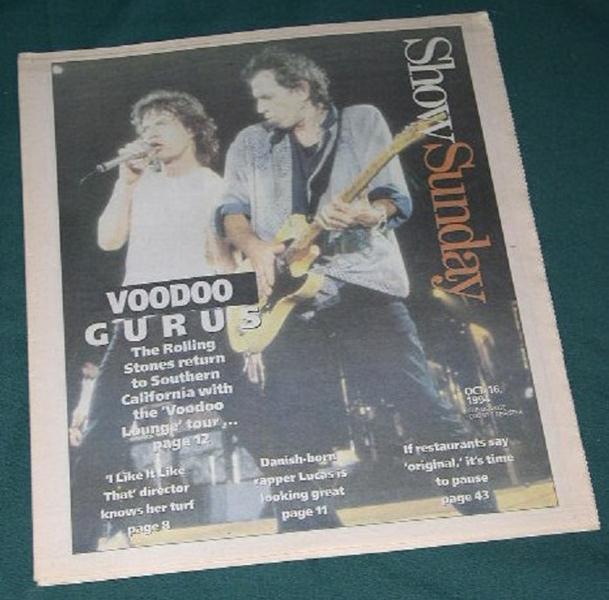 Show Sunday
VOODOO
GURUS
The Rolling
Stones return
to Southern
California with
the 'Voodoo
Lounge' tour ...
page 12
OCT. 16,
1994
'I Like It Like
That' director
knows her turf
page 8
Danish-born
rapper Lucas is
looking great
page 11
If restaurants say
'original,' it's time
to pause
page 43